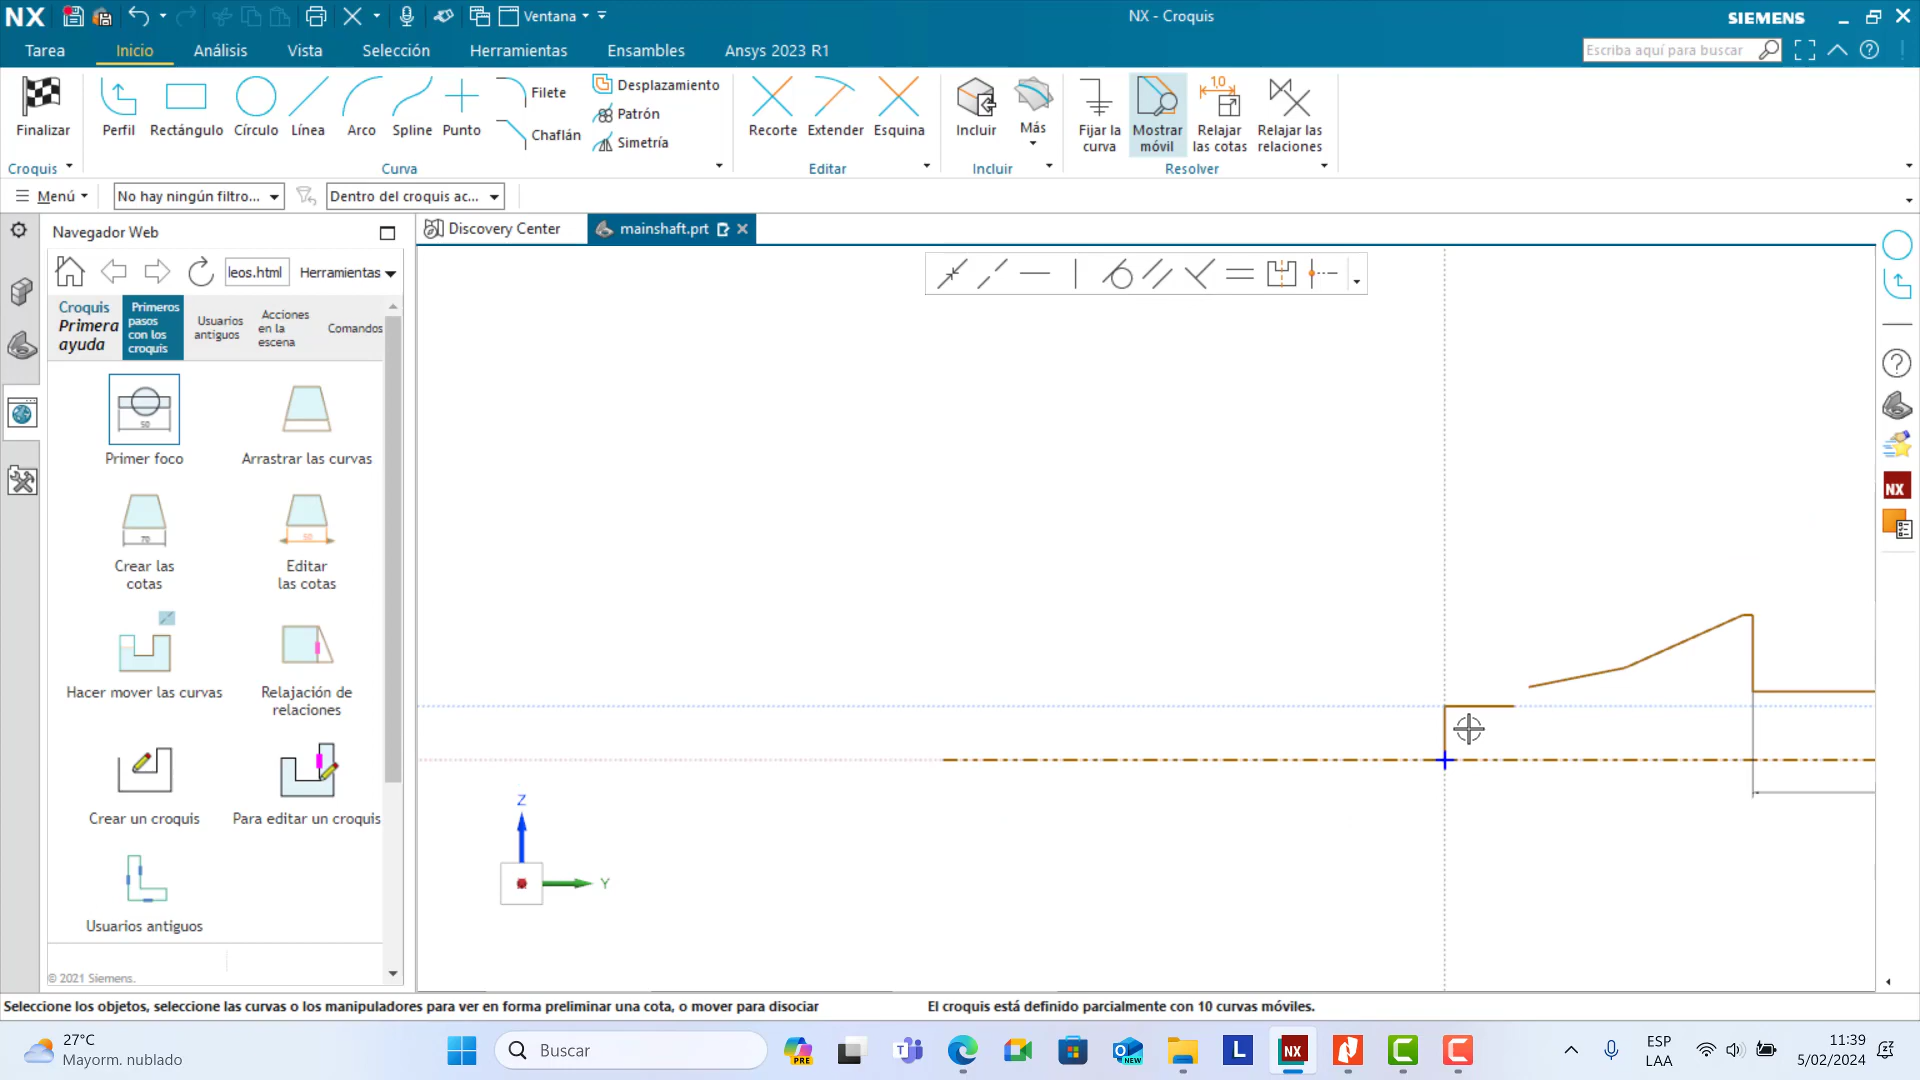 NX
Ventana
NX - Croquis
SIEMENS
Tarea
Inicio
Análisis
Vista
Selección
Herramientas
Ensambles
Ansys 2023 R1
Escriba aquí para buscar
Finalizar
Perfil
Rectángulo
Círculo
Línea
Arco
Spline
Punto
Filete
Chaflán
Desplazamiento
Patrón
Simetría
Recorte
Extender
Esquina
Incluir
Más
Fijar la
curva
Mostrar
móvil
10
Relajar
las cotas
Relajar las
relaciones
Croquis
Curva
Editar
Incluir
Resolver
Menú
No hay ningún filtro...
Dentro del croquis ac...
Navegador Web
Discovery Center
mainshaft.prt
leos.html
Herramientas
Croquis
Primera
ayuda
Primeros
pasos
con los
croquis
Usuarios
antiguos
Acciones
en la
escena
Comandos
50
Primer foco
Arrastrar las curvas
70
Crear las
cotas
50
Editar
las cotas
Hacer mover las curvas
Relajación de
relaciones
Crear un croquis
Para editar un croquis
Usuarios antiguos
© 2021 Siemens.
Z
Y
NX
Seleccione los objetos, seleccione las curvas o los manipuladores para ver en forma preliminar una cota, o mover para disociar
El croquis está definido parcialmente con 10 curvas móviles.
27°C
Mayorm. nublado
Buscar
PRE
NEW
L
NX
ESP
LAA
11:39
5/02/2024